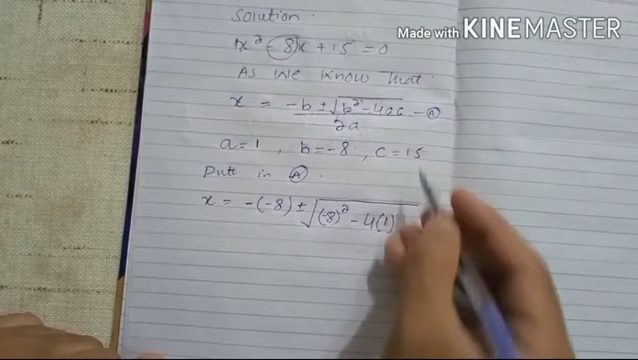 Solution.
Made with KINEMASTER
1x² - 8x + 15 = 0
As we know that.
x = -b ± √b² - 4ac - Ⓐ
2a
a = 1 , b = -8 , c = 15
Putt in Ⓐ .
x = -(-8) ± √(-8)² - 4(1)